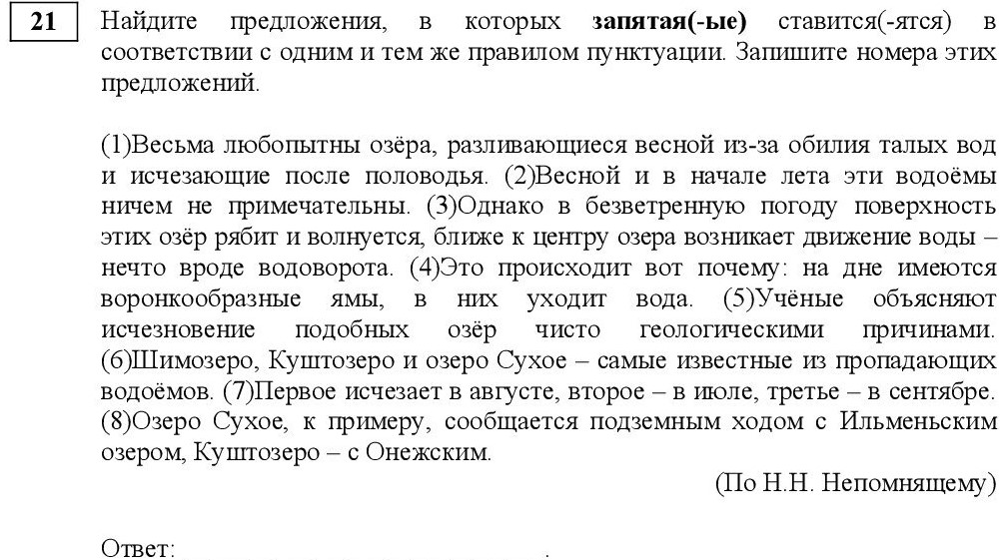 21 Найдите предложения, в которых запятая(-ые) ставится(-ятся) в
соответствии с одним и тем же правилом пунктуации. Запишите номера этих
предложений.
(1)Весьма любопытны озёра, разливающиеся весной из-за обилия талых вод
и исчезающие после половодья. (2)Весной и в начале лета эти водоёмы
ничем не примечательны. (3)Однако в безветренную погоду поверхность
этих озёр рябит и волнуется, ближе к центру озера возникает движение воды –
нечто вроде водоворота. (4)Это происходит вот почему: на дне имеются
воронкообразные ямы, в них уходит вода. (5)Учёные объясняют
исчезновение подобных озёр чисто геологическими причинами.
(6)Шимозеро, Куштозеро и озеро Сухое – самые известные из пропадающих
водоёмов. (7)Первое исчезает в августе, второе – в июле, третье – в сентябре.
(8)Озеро Сухое, к примеру, сообщается подземным ходом с Ильменьским
озером, Куштозеро – с Онежским.
(По Н.Н. Непомнящему)
Ответ: .